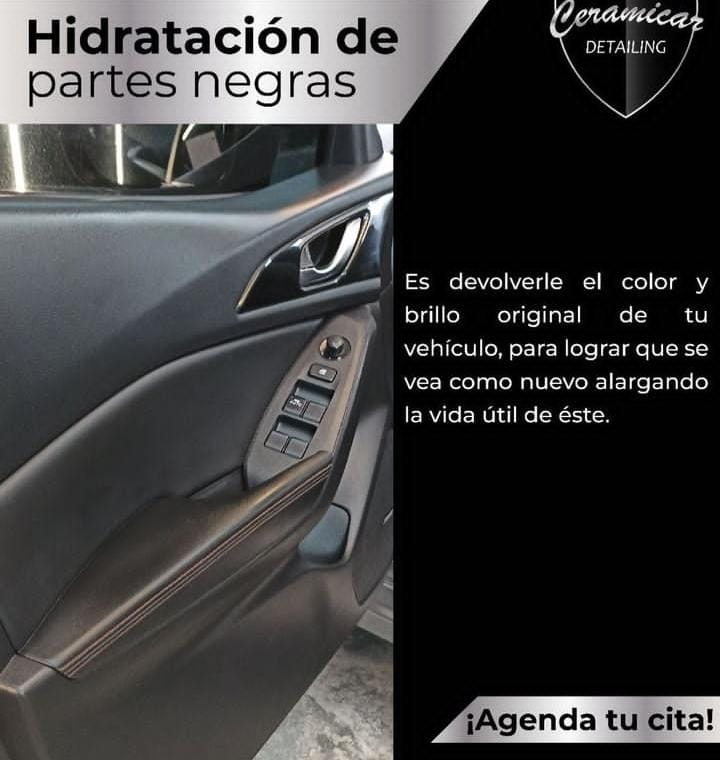 Hidratación de
partes negras
Ceramicar
DETAILING
Es devolverle el color y
brillo original de tu
vehículo, para lograr que se
vea como nuevo alargando
la vida útil de éste.
¡Agenda tu cita!